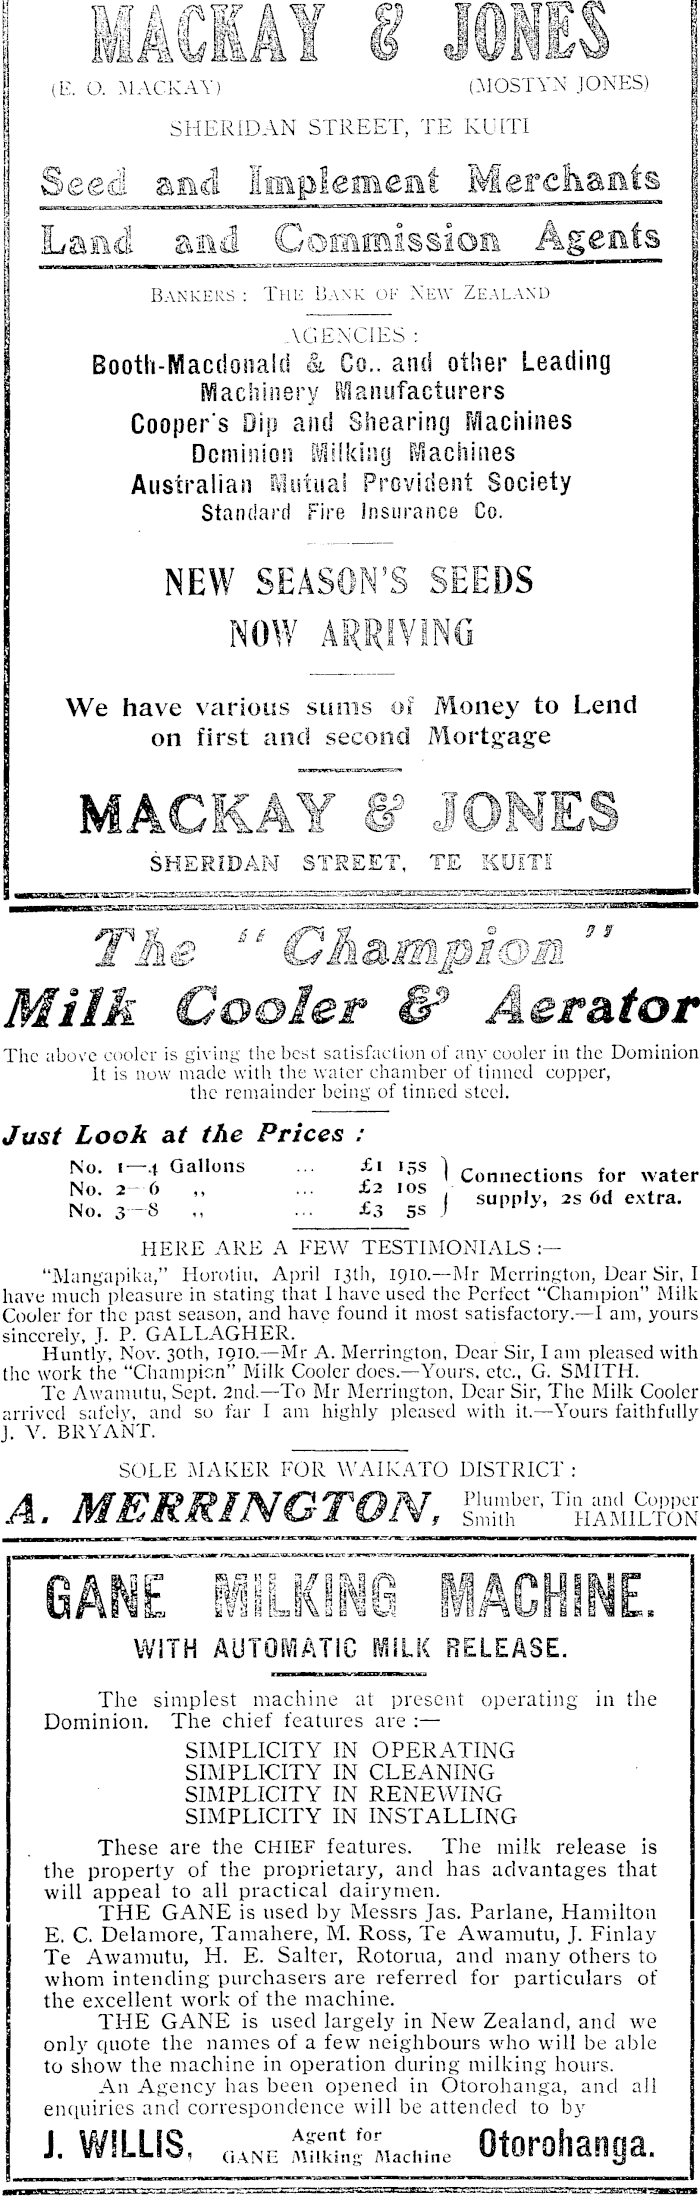 MACKAY & JONES
(E. O. MACKAY) (MOSTYN JONES)
SHERIDAN STREET, TE KUITI
Seed and Implement Merchants
Land and Commission Agents
BANKERS: THE BANK OF NEW ZEALAND
AGENCIES:
Booth-Macdonald & Co.. and other Leading
Machinery Manufacturers
Cooper's Dip and Shearing Machines
Dominion Milking Machines
Australian Mutual Provident Society
Standard Fire Insurance Co.
NEW SEASON'S SEEDS
NOW ARRIVING
We have various sums of Money to Lend
on first and second Mortgage
MACKAY & JONES
SHERIDAN STREET, TE KUITI
The "Champion"
Milk Cooler & Aerator
The above cooler is giving the best satisfaction of any cooler in the Dominion
It is now made with the water chamber of tinned copper,
the remainder being of tinned steel.
Just Look at the Prices:
No. 1—4 Gallons ... £1 15s
No. 2—6 ,, ... £2 10s
No. 3—8 ,, ... £3 5s
Connections for water
supply, 2s 6d extra.
HERE ARE A FEW TESTIMONIALS:—
"Mangapika," Horotiu, April 13th, 1910.—Mr Merrington, Dear Sir, I
have much pleasure in stating that I have used the Perfect "Champion" Milk
Cooler for the past season, and have found it most satisfactory.—I am, yours
sincerely, J. P. GALLAGHER.
Huntly, Nov. 30th, 1910.—Mr A. Merrington, Dear Sir, I am pleased with
the work the "Champion" Milk Cooler does.—Yours, etc., G. SMITH.
Te Awamutu, Sept. 2nd.—To Mr Merrington, Dear Sir, The Milk Cooler
arrived safely, and so far I am highly pleased with it.—Yours faithfully
J. V. BRYANT.
SOLE MAKER FOR WAIKATO DISTRICT:
A. MERRINGTON, Plumber, Tin and Copper
Smith HAMILTON
GANE MILKING MACHINE.
WITH AUTOMATIC MILK RELEASE.
The simplest machine at present operating in the
Dominion. The chief features are:—
SIMPLICITY IN OPERATING
SIMPLICITY IN CLEANING
SIMPLICITY IN RENEWING
SIMPLICITY IN INSTALLING
These are the CHIEF features. The milk release is
the property of the proprietary, and has advantages that
will appeal to all practical dairymen.
THE GANE is used by Messrs Jas. Parlane, Hamilton
E. C. Delamore, Tamahere, M. Ross, Te Awamutu, J. Finlay
Te Awamutu, H. E. Salter, Rotorua, and many others to
whom intending purchasers are referred for particulars of
the excellent work of the machine.
THE GANE is used largely in New Zealand, and we
only quote the names of a few neighbours who will be able
to show the machine in operation during milking hours.
An Agency has been opened in Otorohanga, and all
enquiries and correspondence will be attended to by
J. WILLIS, Agent for
GANE Milking Machine Otorohanga.